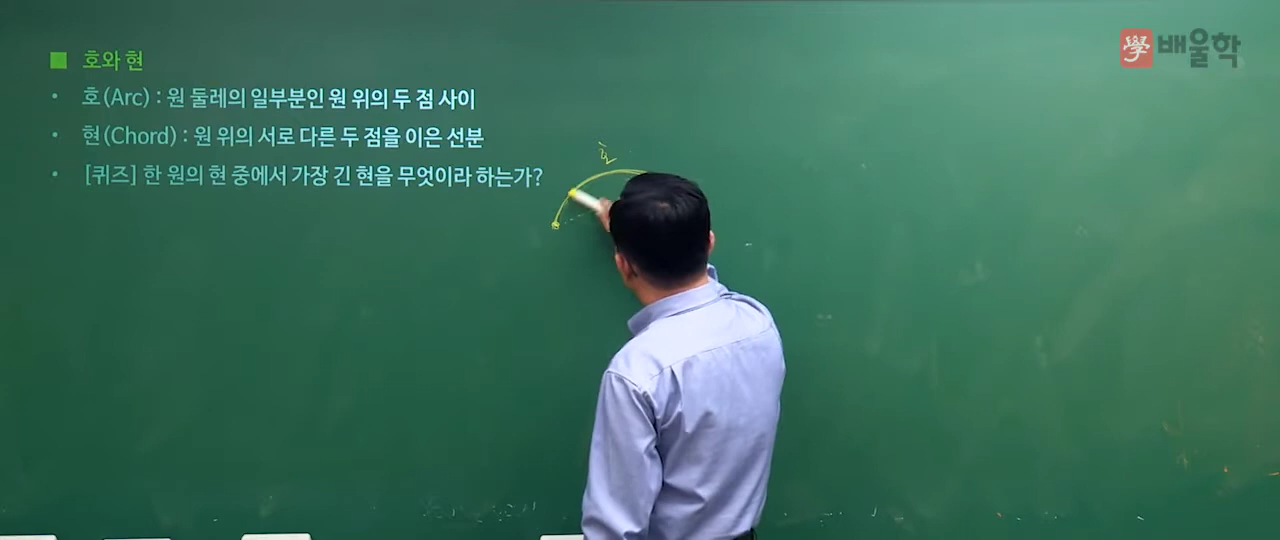 學 배울학
■ 호와 현
• 호(Arc) : 원 둘레의 일부분인 원 위의 두 점 사이
• 현(Chord) : 원 위의 서로 다른 두 점을 이은 선분
• [퀴즈] 한 원의 현 중에서 가장 긴 현을 무엇이라 하는가?
호